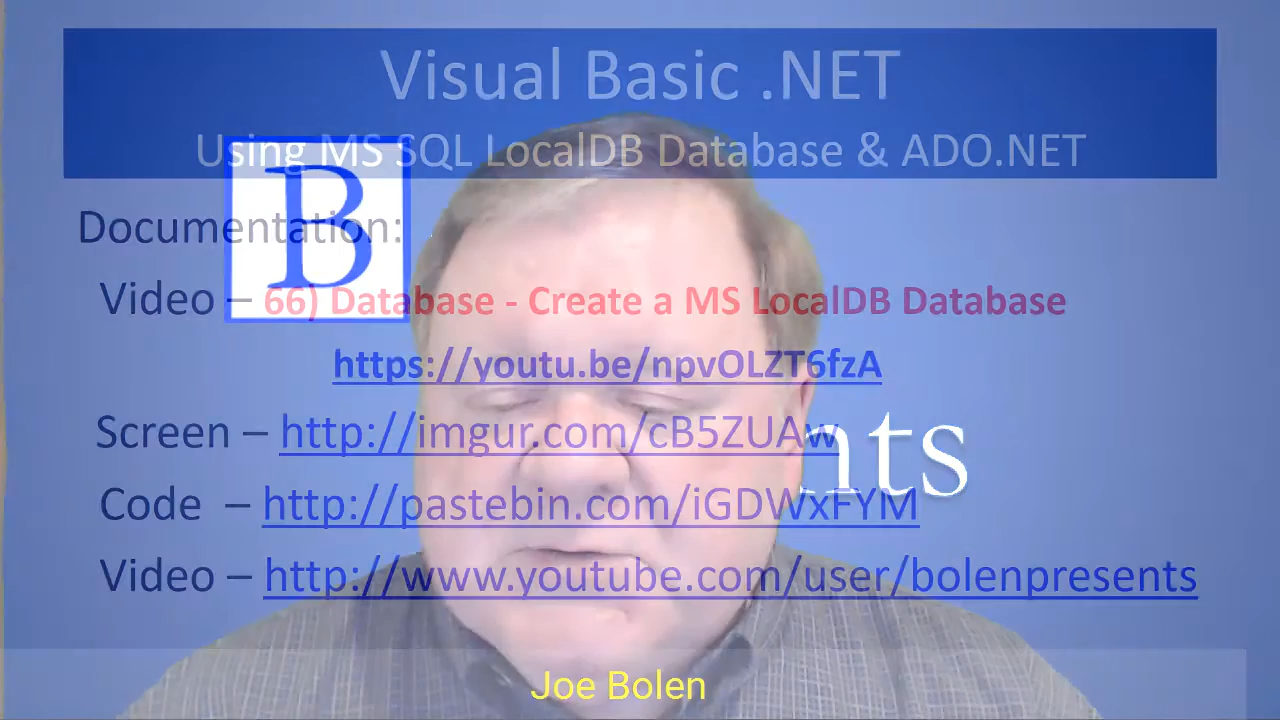 Visual Basic .NET
Using MS SQL LocalDB Database & ADO.NET
B
Documentation:
Video – 66) Database - Create a MS LocalDB Database
https://youtu.be/npvOLZT6fzA
Screen – http://imgur.com/cB5ZUAw
nts
Code – http://pastebin.com/iGDWxFYM
Video – http://www.youtube.com/user/bolenpresents
Joe Bolen